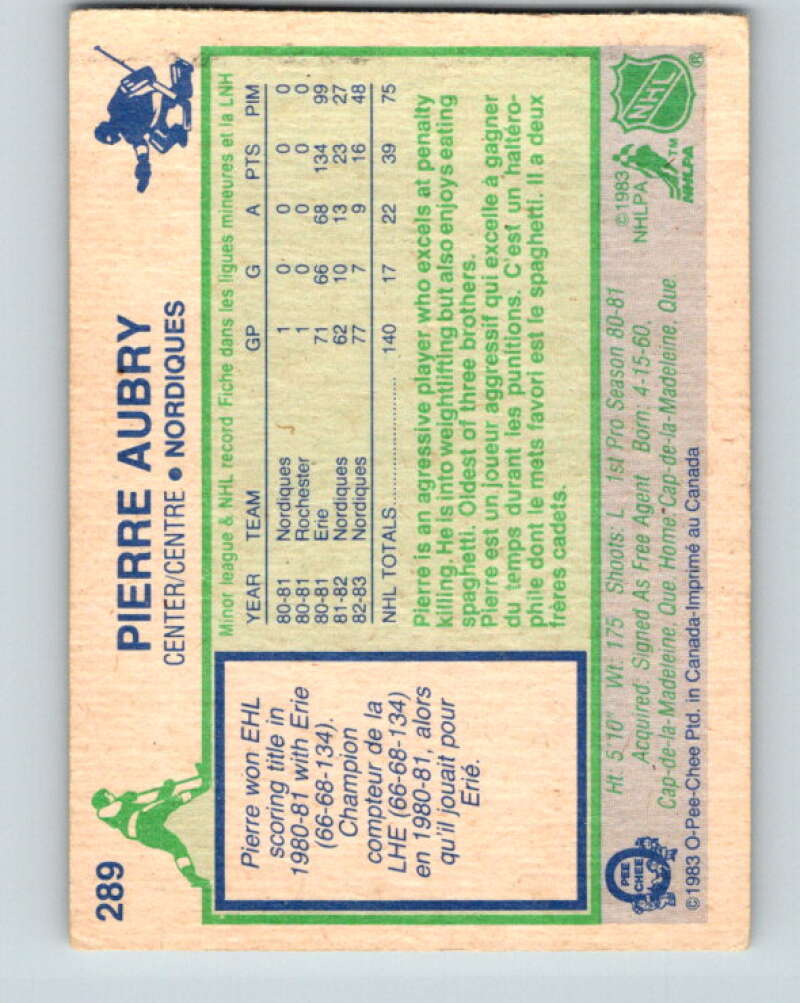 289
PIERRE AUBRY
CENTER/CENTRE • NORDIQUES
Pierre won EHL
scoring title in
1980-81 with Erie
(66-68-134).
Champion
compteur de la
LHE (66-68-134)
en 1980-81, alors
qu'il jouait pour
Erié.
Minor league & NHL record Fiche dans les ligues mineures et la LNH
YEAR TEAM GP G A PTS PIM
80-81 Nordiques 1 0 0 0 0
80-81 Rochester 1 0 0 0 0
80-81 Erie 71 66 68 134 99
81-82 Nordiques 62 10 13 23 27
82-83 Nordiques 77 7 9 16 48
NHL TOTALS 140 17 22 39 75
Pierre is an agressive player who excels at penalty
killing. He is into weightlifting but also enjoys eating
spaghetti. Oldest of three brothers.
Pierre est un joueur aggressif qui excelle à gagner
du temps durant les punitions. C'est un haltéro-
phile dont le mets favori est le spaghetti. Il a deux
frères cadets.
Ht. 5'10" Wt. 175 Shoots: L 1st Pro Season 80-81
Acquired: Signed As Free Agent Born: 4-15-60,
Cap-de-la-Madeleine, Que. Home: Cap-de-la-Madeleine, Que.
© 1983 O-Pee-Chee Ptd. in Canada-Imprimé au Canada
O
PEE
CHEE
© 1983
NHLPA
NHLPA
TM
NHL
®